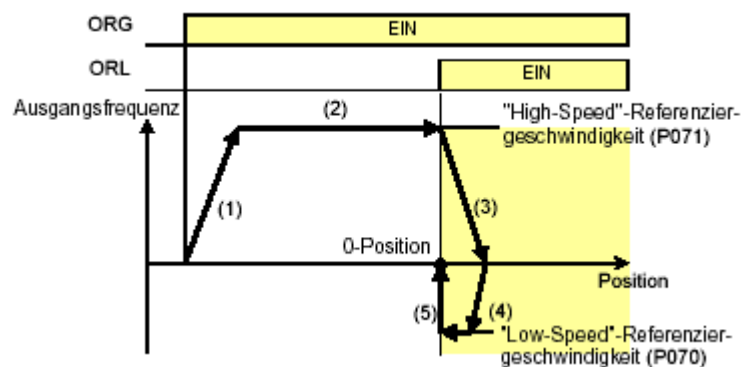 ORG
EIN
ORL
EIN
Ausgangsfrequenz
(2)
"High-Speed"-Referenzier-
geschwindigkeit (P071)
(1)
(3)
0-Position
Position
(5)
(4)
"Low-Speed"-Referenzier-
geschwindigkeit (P070)